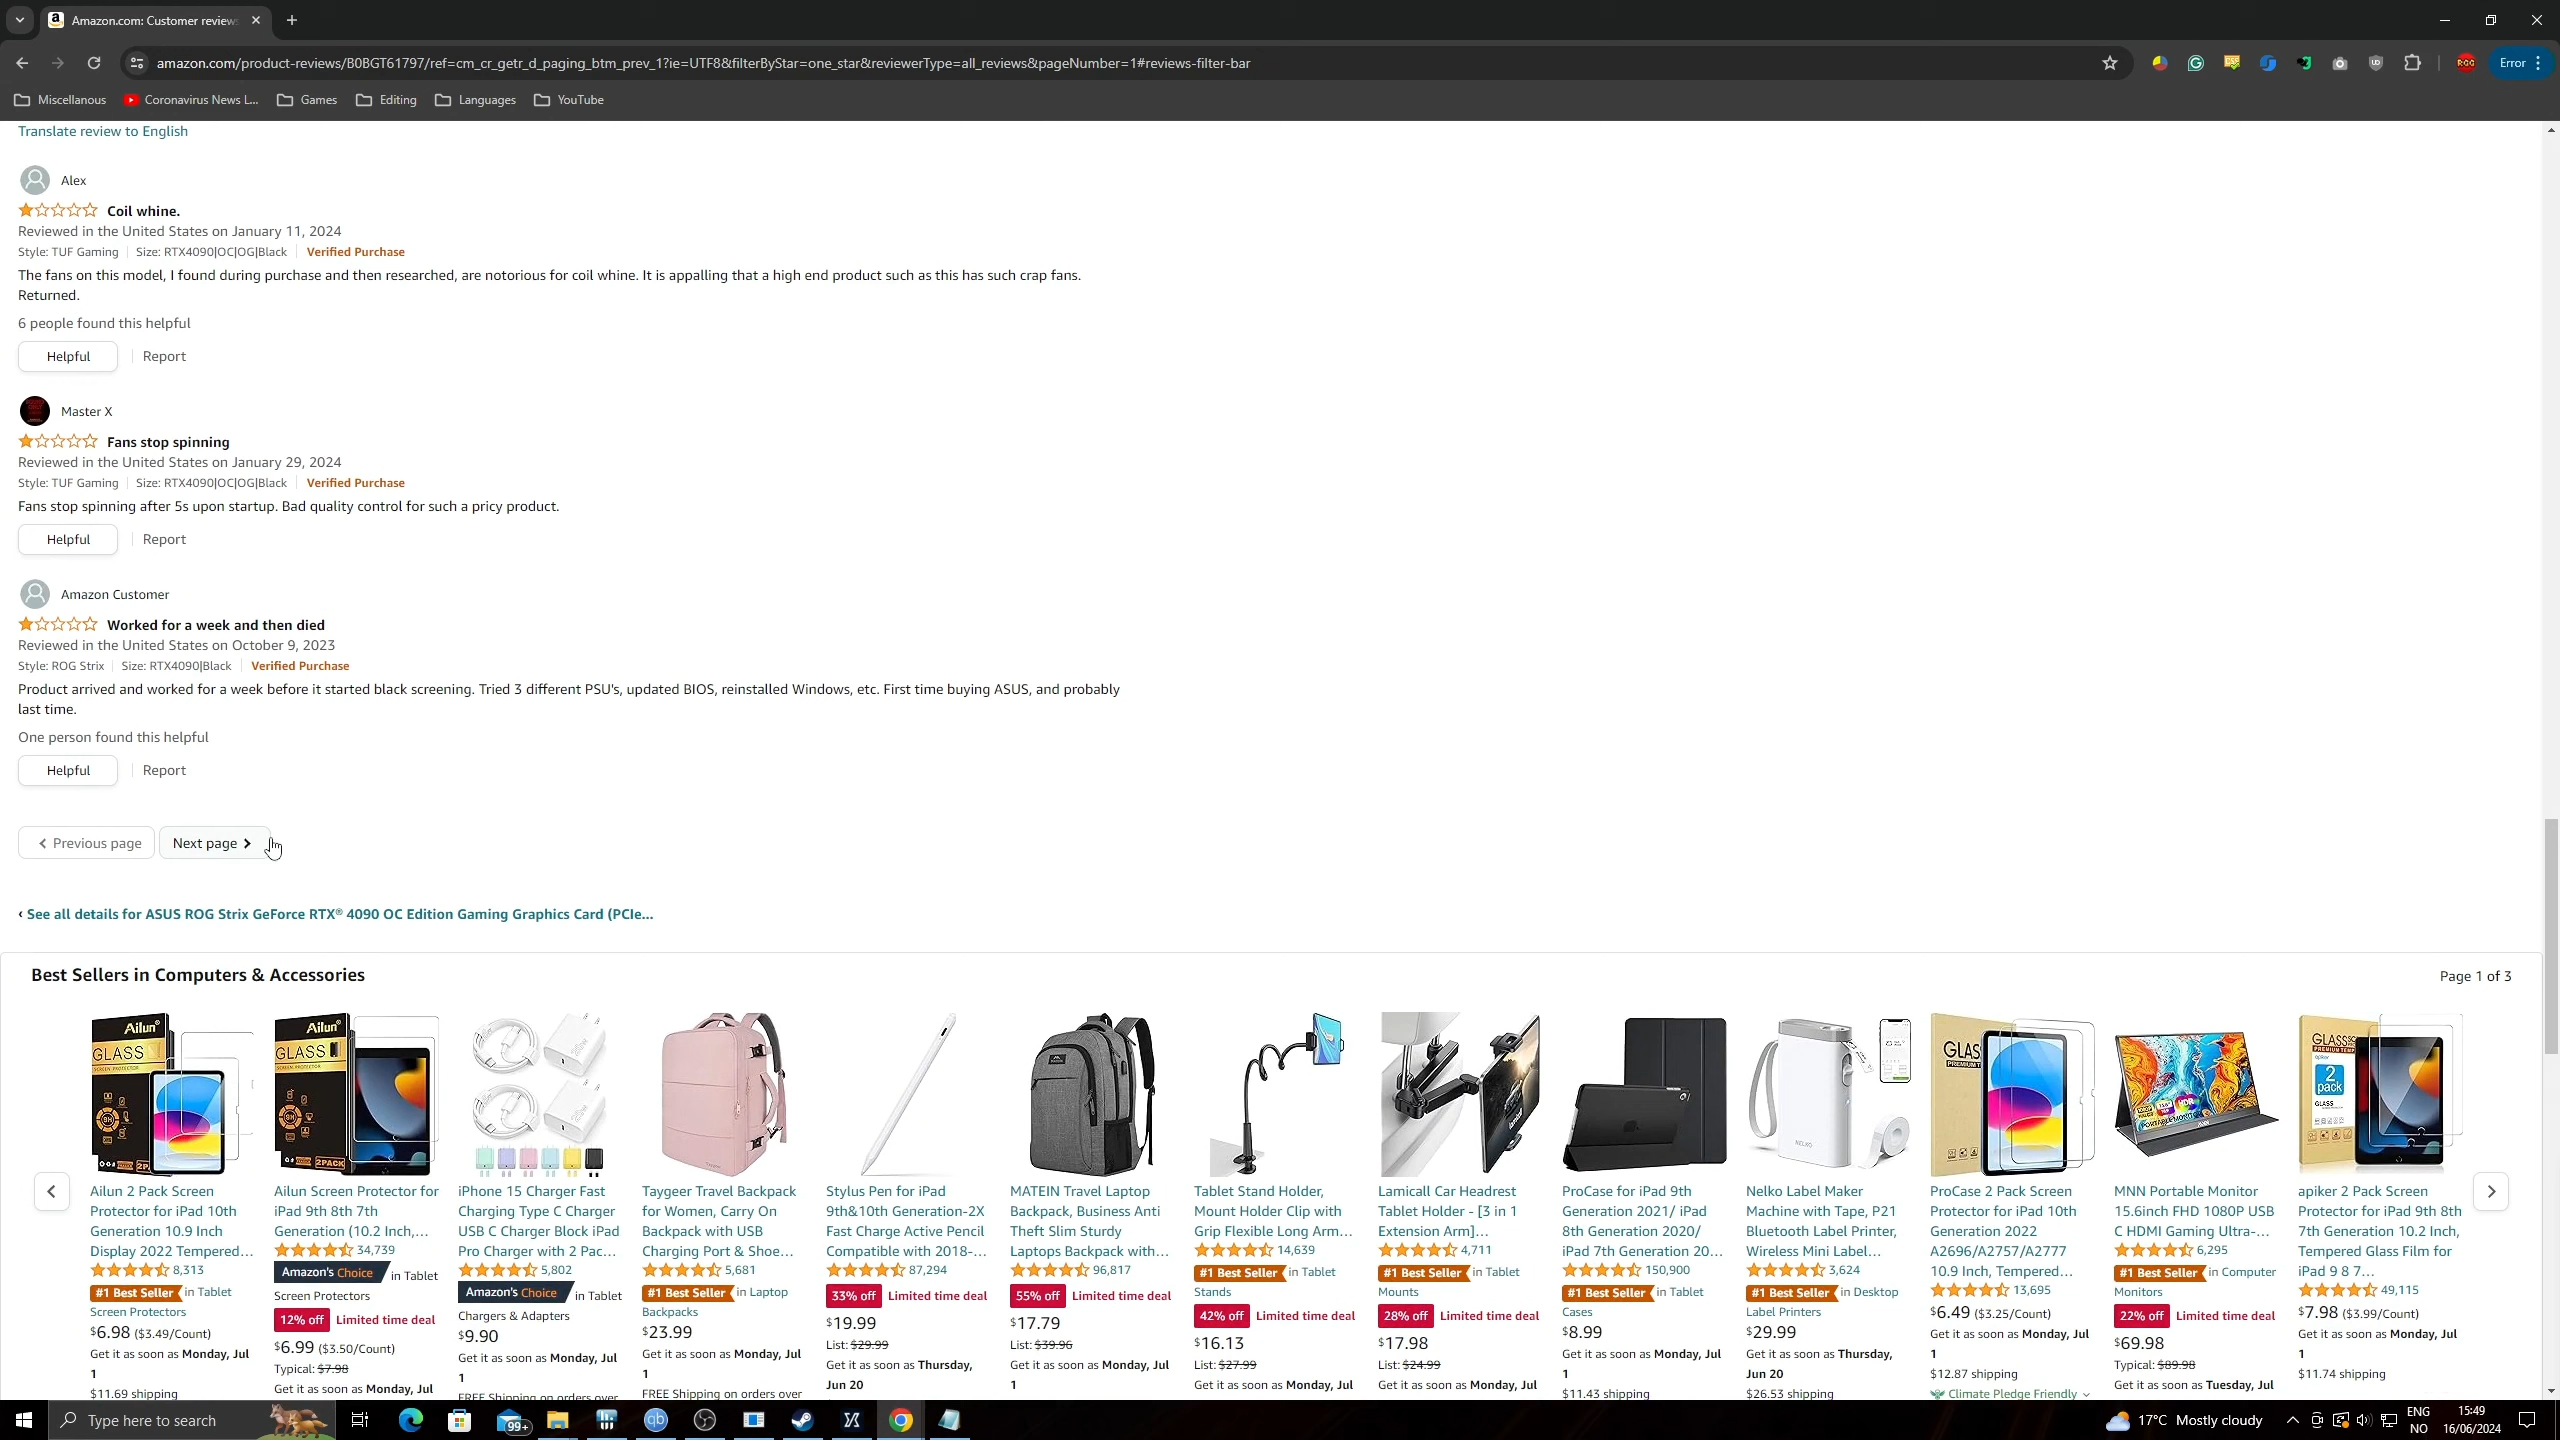 Amazon.com: Customer reviews
amazon.com/product-reviews/B0BGT61797/ref=cm_cr_getr_d_paging_btm_prev_1?ie=UTF8&filterByStar=one_star&reviewerType=all_reviews&pageNumber=1#reviews-filter-bar
Error
Miscellanous
Coronavirus News L...
Games
Editing
Languages
YouTube
Translate review to English
Alex
Coil whine.
Reviewed in the United States on January 11, 2024
Style: TUF Gaming | Size: RTX4090|OC|OG|Black | Verified Purchase
The fans on this model, I found during purchase and then researched, are notorious for coil whine. It is appalling that a high end product such as this has such crap fans.
Returned.
6 people found this helpful
Helpful | Report
Master X
Fans stop spinning
Reviewed in the United States on January 29, 2024
Style: TUF Gaming | Size: RTX4090|OC|OG|Black | Verified Purchase
Fans stop spinning after 5s upon startup. Bad quality control for such a pricy product.
Helpful | Report
Amazon Customer
Worked for a week and then died
Reviewed in the United States on October 9, 2023
Style: ROG Strix | Size: RTX4090|Black | Verified Purchase
Product arrived and worked for a week before it started black screening. Tried 3 different PSU's, updated BIOS, reinstalled Windows, etc. First time buying ASUS, and probably
last time.
One person found this helpful
Helpful | Report
Previous page
Next page
‹ See all details for ASUS ROG Strix GeForce RTX® 4090 OC Edition Gaming Graphics Card (PCIe...
Best Sellers in Computers & Accessories
Page 1 of 3
Ailun 2 Pack Screen
Protector for iPad 10th
Generation 10.9 Inch
Display 2022 Tempered...
8,313
#1 Best Seller in Tablet
Screen Protectors
$6.98 ($3.49/Count)
Get it as soon as Monday, Jul
1
$11.69 shipping
Ailun Screen Protector for
iPad 9th 8th 7th
Generation (10.2 Inch,...
34,739
Amazon's Choice in Tablet
Screen Protectors
12% off Limited time deal
$6.99 ($3.50/Count)
Typical: $7.98
Get it as soon as Monday, Jul
iPhone 15 Charger Fast
Charging Type C Charger
USB C Charger Block iPad
Pro Charger with 2 Pac...
5,802
Amazon's Choice in Tablet
Chargers & Adapters
$9.90
Get it as soon as Monday, Jul
1
FREE Shipping on orders over
Taygeer Travel Backpack
for Women, Carry On
Backpack with USB
Charging Port & Shoe...
5,681
#1 Best Seller in Laptop
Backpacks
$23.99
Get it as soon as Monday, Jul
1
FREE Shipping on orders over
Stylus Pen for iPad
9th&10th Generation-2X
Fast Charge Active Pencil
Compatible with 2018-...
87,294
33% off Limited time deal
$19.99
List: $29.99
Get it as soon as Thursday,
Jun 20
MATEIN Travel Laptop
Backpack, Business Anti
Theft Slim Sturdy
Laptops Backpack with...
96,817
55% off Limited time deal
$17.79
List: $39.96
Get it as soon as Monday, Jul
1
Tablet Stand Holder,
Mount Holder Clip with
Grip Flexible Long Arm...
14,639
#1 Best Seller in Tablet
Stands
42% off Limited time deal
$16.13
List: $27.99
Get it as soon as Monday, Jul
Lamicall Car Headrest
Tablet Holder - [3 in 1
Extension Arm]...
4,711
#1 Best Seller in Tablet
Mounts
28% off Limited time deal
$17.98
List: $24.99
Get it as soon as Monday, Jul
ProCase for iPad 9th
Generation 2021/ iPad
8th Generation 2020/
iPad 7th Generation 20...
150,900
#1 Best Seller in Tablet
Cases
$8.99
Get it as soon as Monday, Jul
1
$11.43 shipping
Nelko Label Maker
Machine with Tape, P21
Bluetooth Label Printer,
Wireless Mini Label...
3,624
#1 Best Seller in Desktop
Label Printers
$29.99
Get it as soon as Thursday,
Jun 20
$26.53 shipping
ProCase 2 Pack Screen
Protector for iPad 10th
Generation 2022
A2696/A2757/A2777
10.9 Inch, Tempered...
13,695
$6.49 ($3.25/Count)
Get it as soon as Monday, Jul
1
$12.87 shipping
Climate Pledge Friendly
MNN Portable Monitor
15.6inch FHD 1080P USB
C HDMI Gaming Ultra-...
6,295
#1 Best Seller in Computer
Monitors
22% off Limited time deal
$69.98
Typical: $89.98
Get it as soon as Tuesday, Jul
apiker 2 Pack Screen
Protector for iPad 9th 8th
7th Generation 10.2 Inch,
Tempered Glass Film for
iPad 9 8 7...
49,115
$7.98 ($3.99/Count)
Get it as soon as Monday, Jul
1
$11.74 shipping
Type here to search
99+
17°C Mostly cloudy
ENG
NO
15:49
16/06/2024